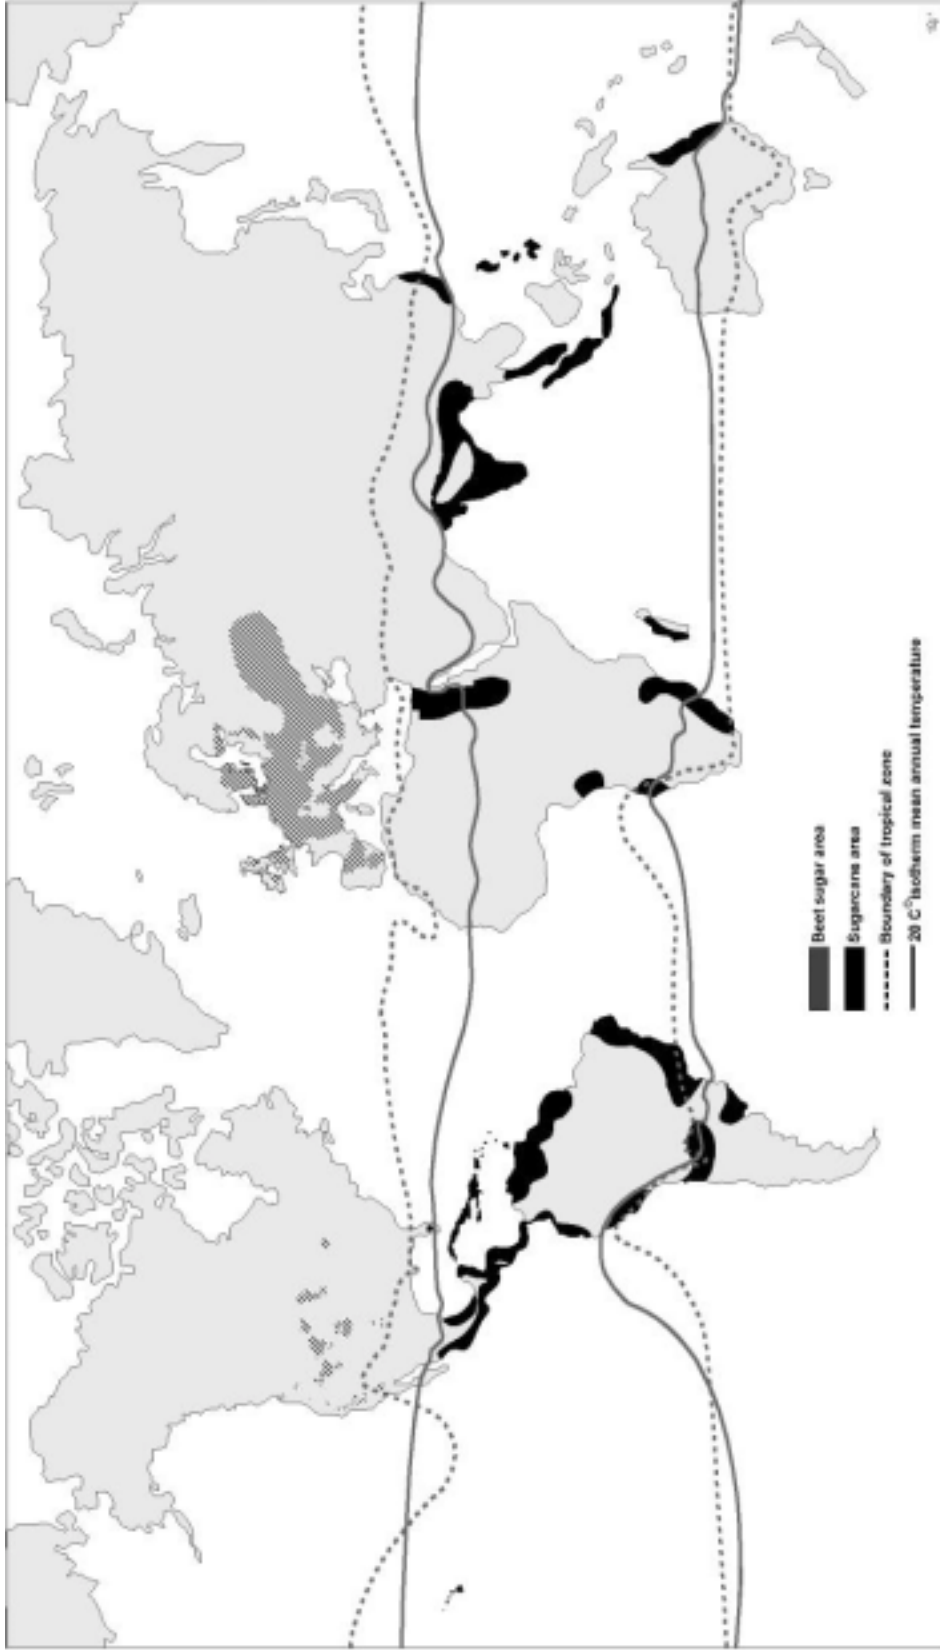 Beet sugar area
Sugarcane area
Boundary of tropical zone
20 C° isotherm mean annual temperature